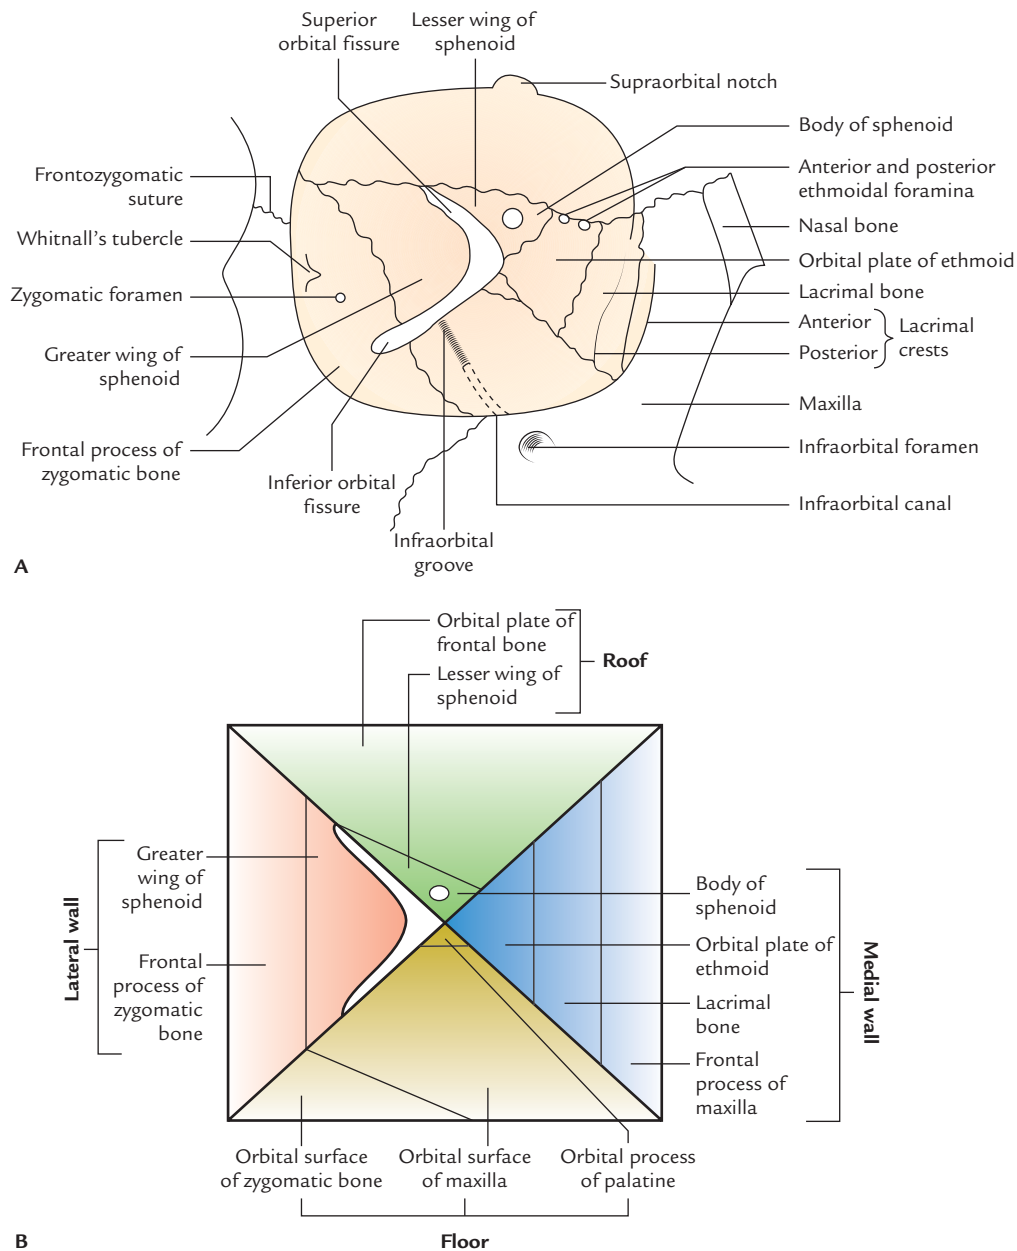 Superior
orbital fissure
Lesser wing of
sphenoid
Supraorbital notch
Body of sphenoid
Anterior and posterior
ethmoidal foramina
Nasal bone
Orbital plate of ethmoid
Lacrimal bone
Anterior
Posterior
Lacrimal
crests
Maxilla
Infraorbital foramen
Infraorbital canal
Frontozygomatic
suture
Whitnall's tubercle
Zygomatic foramen
Greater wing of
sphenoid
Frontal process of
zygomatic bone
Inferior orbital
fissure
Infraorbital
groove
A
Orbital plate of
frontal bone
Lesser wing of
sphenoid
Roof
Lateral wall
Greater
wing of
sphenoid
Frontal
process of
zygomatic
bone
Body of
sphenoid
Orbital plate of
ethmoid
Lacrimal
bone
Frontal
process of
maxilla
Medial wall
Orbital surface
of zygomatic bone
Orbital surface
of maxilla
Orbital process
of palatine
Floor
B